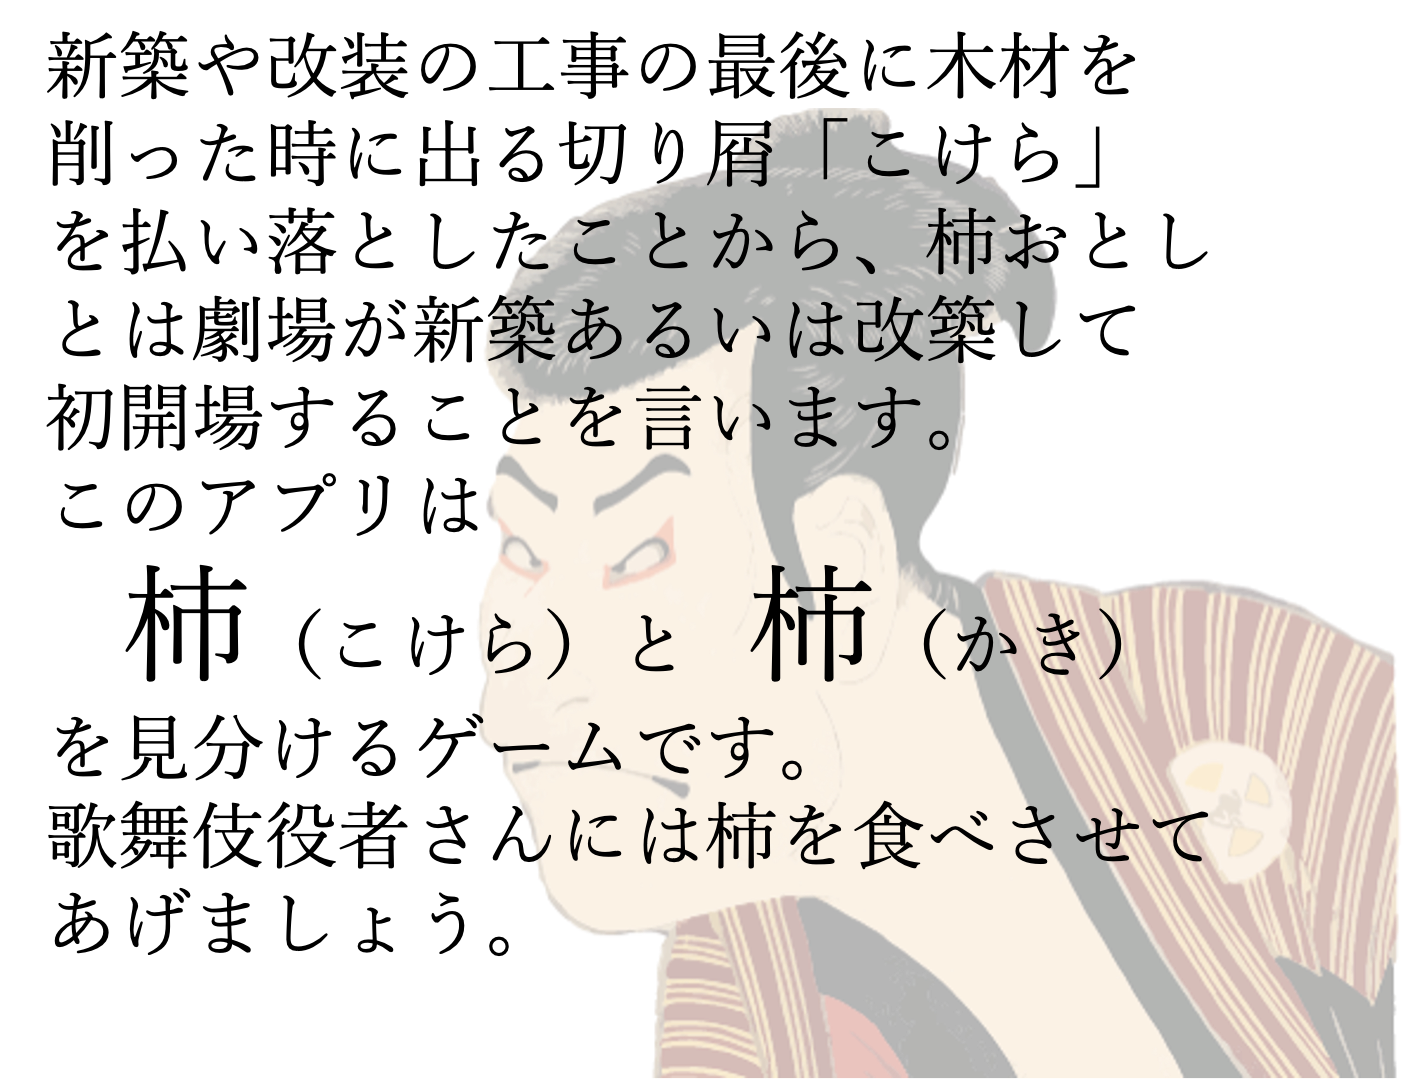 新築や改装の工事の最後に木材を
削った時に出る切り屑「こけら」
を払い落としたことから、杮おとし
とは劇場が新築あるいは改築して
初開場することを言います。
このアプリは
杮（こけら）と 柿（かき）
を見分けるゲームです。
歌舞伎役者さんには柿を食べさせて
あげましょう。